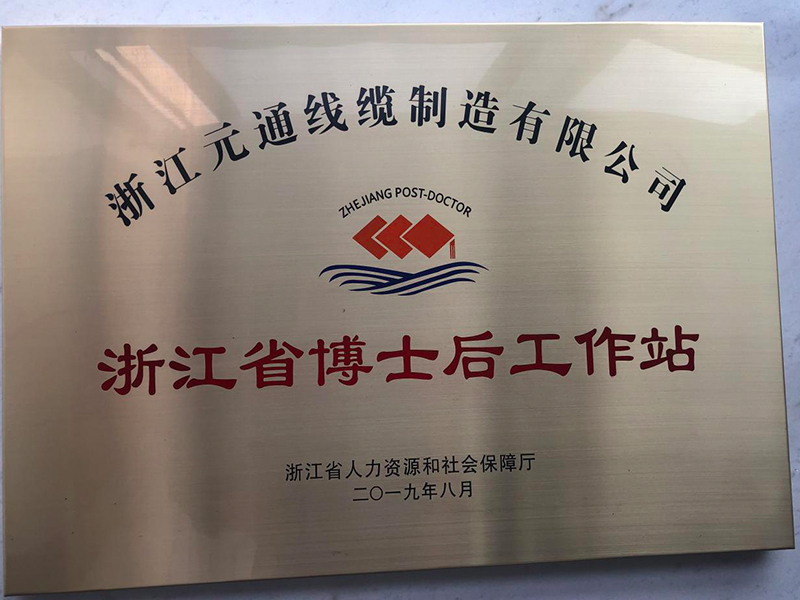 浙江元通线缆制造有限公司
ZHEJIANG POST-DOCTOR
浙江省博士后工作站
浙江省人力资源和社会保障厅
二〇一九年八月